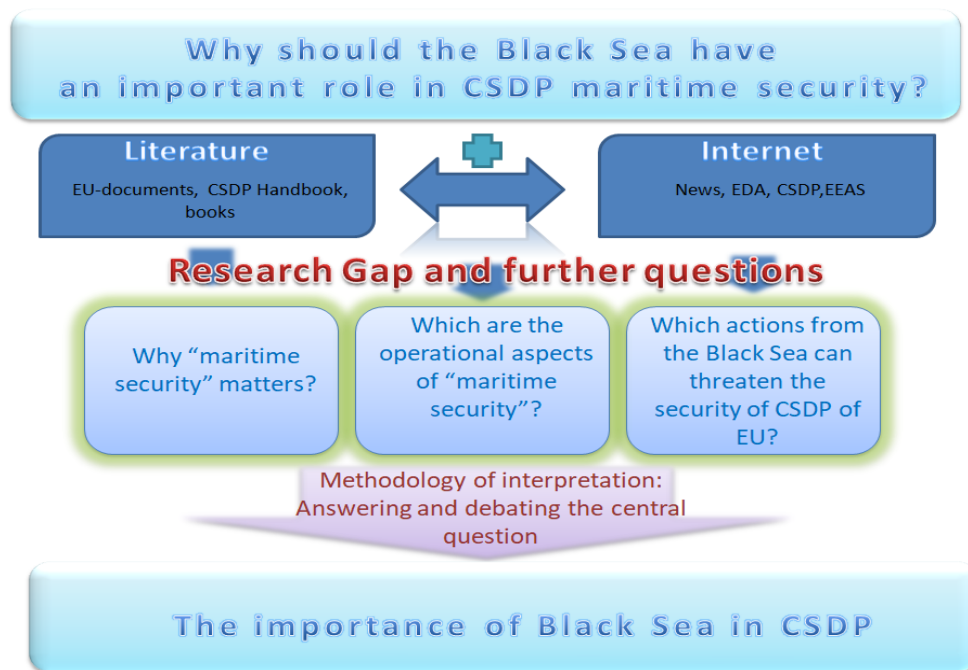 Why should the Black Sea have
an important role in CSDP maritime security?
Literature
EU-documents, CSDP Handbook,
books
Internet
News, EDA, CSDP,EEAS
Research Gap and further questions
Why “maritime
security” matters?
Which are the
operational aspects
of “maritime
security”?
Which actions from
the Black Sea can
threaten the
security of CSDP of
EU?
Methodology of interpretation:
Answering and debating the central
question
The importance of Black Sea in CSDP